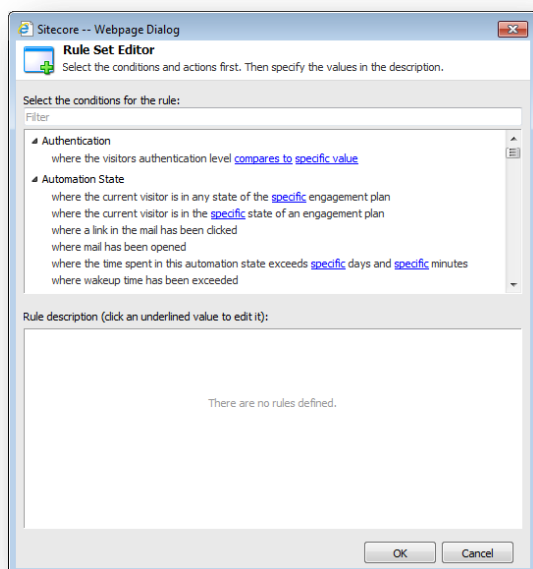 Sitecore -- Webpage Dialog
Rule Set Editor
Select the conditions and actions first. Then specify the values in the description.
Select the conditions for the rule:
Filter
Authentication
where the visitors authentication level compares to specific value
Automation State
where the current visitor is in any state of the specific engagement plan
where the current visitor is in the specific state of an engagement plan
where a link in the mail has been clicked
where mail has been opened
where the time spent in this automation state exceeds specific days and specific minutes
where wakeup time has been exceeded
Rule description (click an underlined value to edit it):
There are no rules defined.
OK Cancel